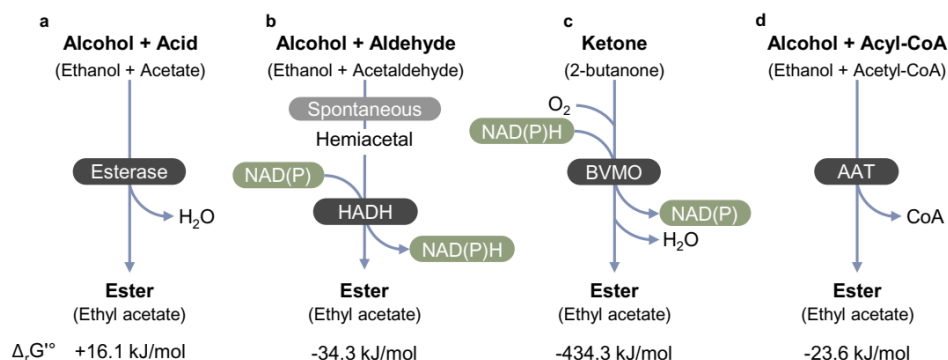 a
Alcohol + Acid
(Ethanol + Acetate)
Esterase
H₂O
Ester
(Ethyl acetate)
b
Alcohol + Aldehyde
(Ethanol + Acetaldehyde)
Spontaneous
Hemiacetal
NAD(P)
HADH
NAD(P)H
Ester
(Ethyl acetate)
c
Ketone
(2-butanone)
O₂
NAD(P)H
BVMO
NAD(P)
H₂O
Ester
(Ethyl acetate)
d
Alcohol + Acyl-CoA
(Ethanol + Acetyl-CoA)
AAT
CoA
Ester
(Ethyl acetate)
ΔᵣG'° +16.1 kJ/mol -34.3 kJ/mol -434.3 kJ/mol -23.6 kJ/mol